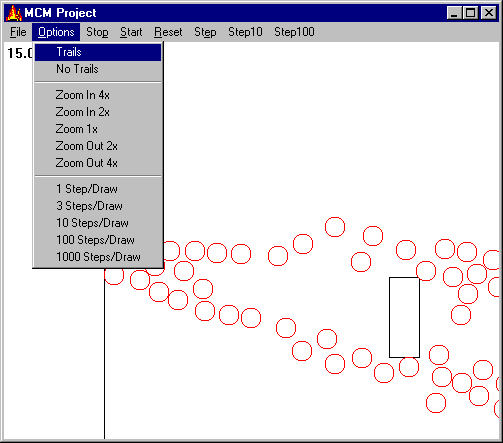 MCM Project
File Options Stop Start Reset Step Step10 Step100
15.0
Trails
No Trails
Zoom In 4x
Zoom In 2x
Zoom 1x
Zoom Out 2x
Zoom Out 4x
1 Step/Draw
3 Steps/Draw
10 Steps/Draw
100 Steps/Draw
1000 Steps/Draw